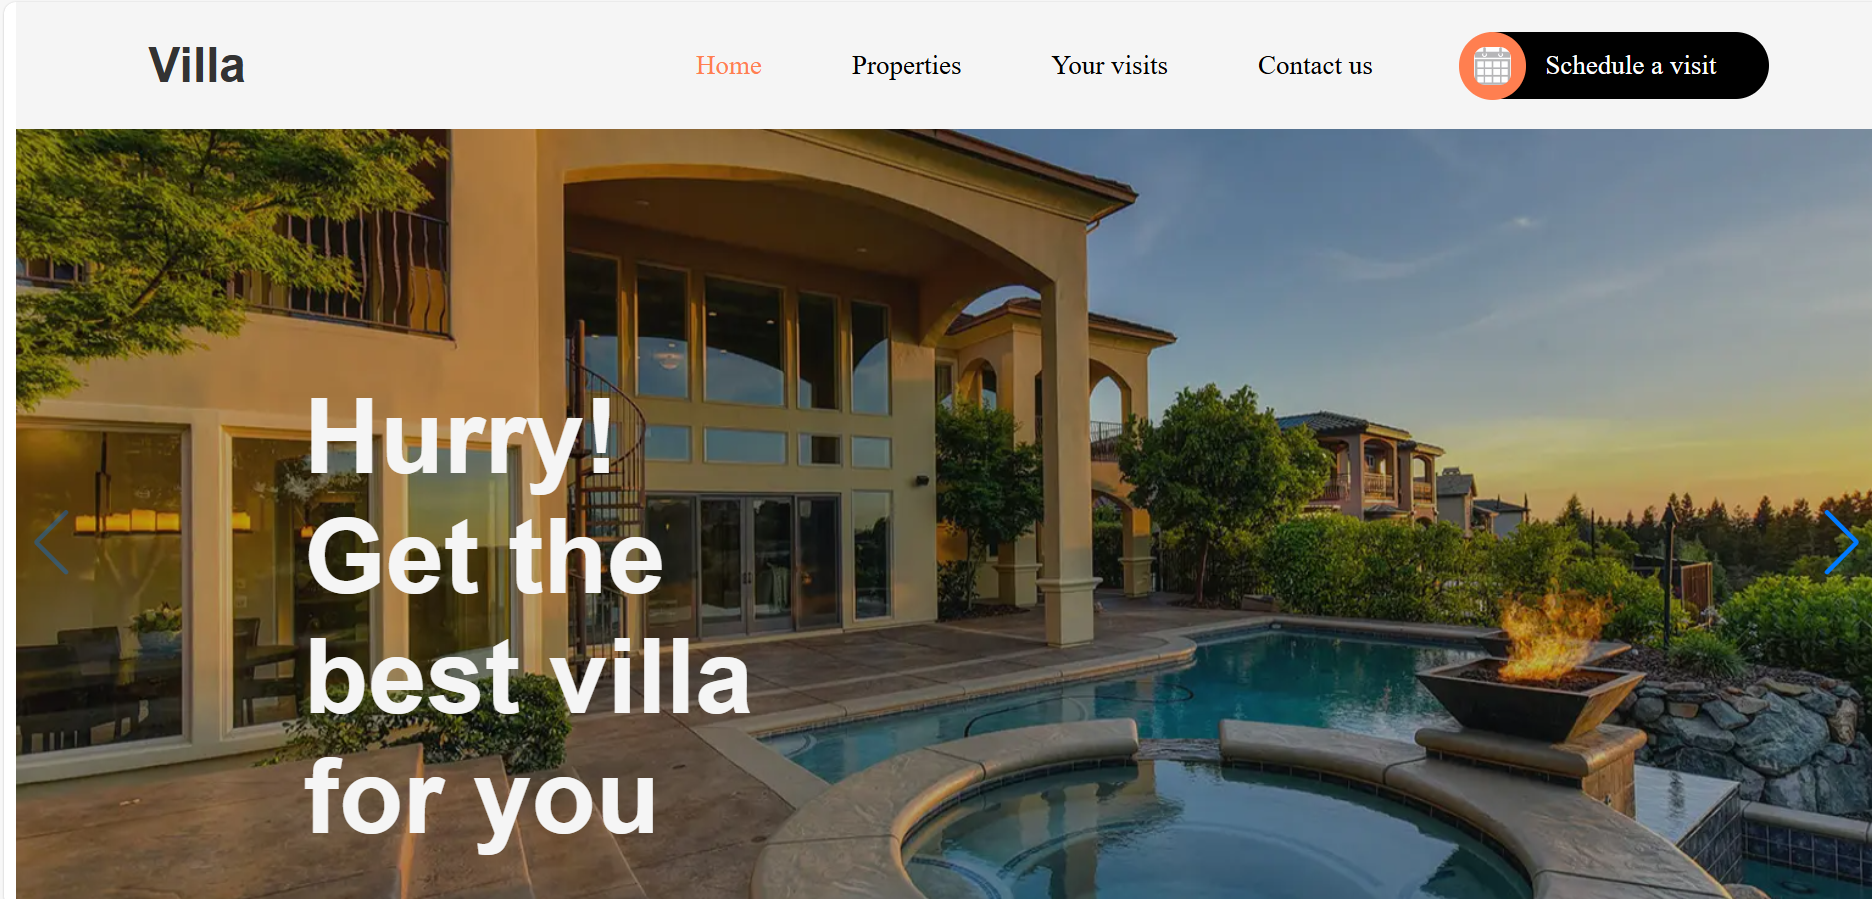 Villa
Home
Properties
Your visits
Contact us
Schedule a visit
Hurry!
Get the
best villa
for you